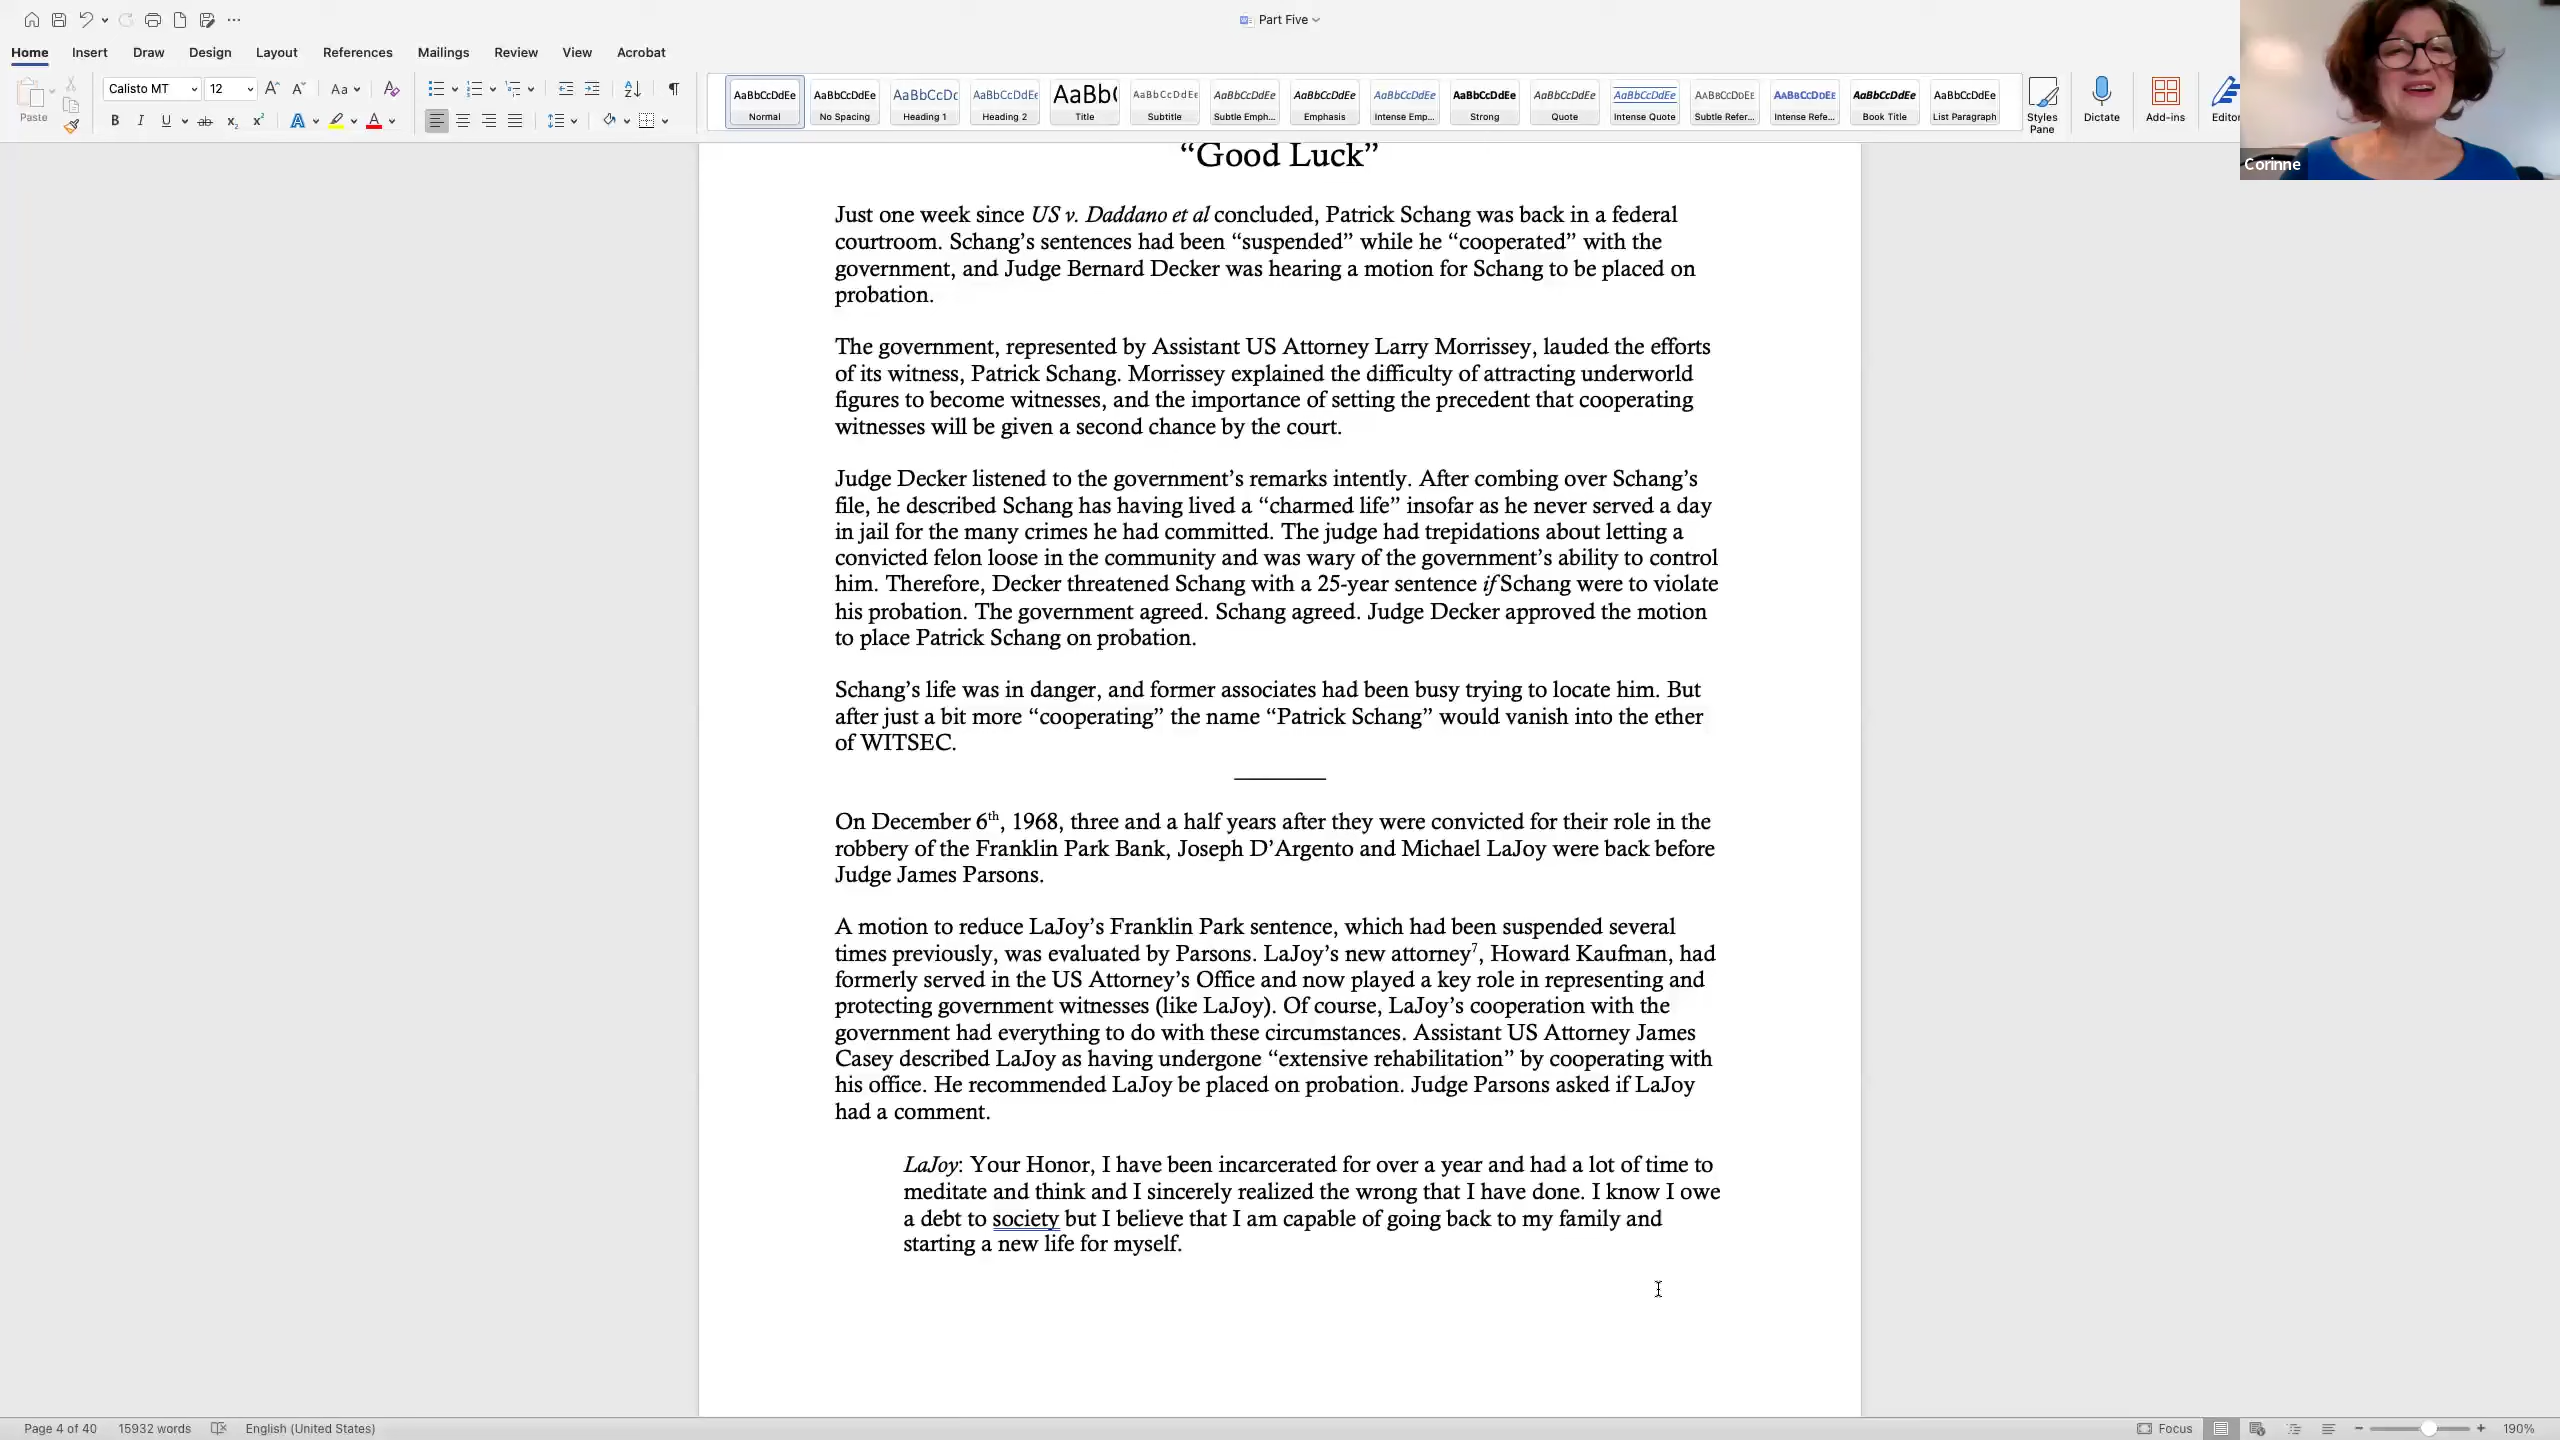 Part Five
Home Insert Draw Design Layout References Mailings Review View Acrobat
Paste
Calisto MT 12
AaBbCcDdEe AaBbCcDdEe AaBbCcDc AaBbCcDdEe AaBb( AaBbCcDdEe AaBbCcDdEe AaBbCcDdEe AaBbCcDdEe AaBbCcDdEe AaBbCcDdEe AaBbCcDdEe AaBbCcDdEe AaBbCcDdEe AaBbCcDdEe AaBbCcDdEe
Normal No Spacing Heading 1 Heading 2 Title Subtitle Subtle Emph... Emphasis Intense Emp... Strong Quote Intense Quote Subtle Refer... Intense Refe... Book Title List Paragraph
Styles Pane Dictate Add-ins Editor
Corinne
“Good Luck”
Just one week since US v. Daddano et al concluded, Patrick Schang was back in a federal
courtroom. Schang’s sentences had been “suspended” while he “cooperated” with the
government, and Judge Bernard Decker was hearing a motion for Schang to be placed on
probation.
The government, represented by Assistant US Attorney Larry Morrissey, lauded the efforts
of its witness, Patrick Schang. Morrissey explained the difficulty of attracting underworld
figures to become witnesses, and the importance of setting the precedent that cooperating
witnesses will be given a second chance by the court.
Judge Decker listened to the government’s remarks intently. After combing over Schang’s
file, he described Schang has having lived a “charmed life” insofar as he never served a day
in jail for the many crimes he had committed. The judge had trepidations about letting a
convicted felon loose in the community and was wary of the government’s ability to control
him. Therefore, Decker threatened Schang with a 25-year sentence if Schang were to violate
his probation. The government agreed. Schang agreed. Judge Decker approved the motion
to place Patrick Schang on probation.
Schang’s life was in danger, and former associates had been busy trying to locate him. But
after just a bit more “cooperating” the name “Patrick Schang” would vanish into the ether
of WITSEC.
On December 6th, 1968, three and a half years after they were convicted for their role in the
robbery of the Franklin Park Bank, Joseph D’Argento and Michael LaJoy were back before
Judge James Parsons.
A motion to reduce LaJoy’s Franklin Park sentence, which had been suspended several
times previously, was evaluated by Parsons. LaJoy’s new attorney7, Howard Kaufman, had
formerly served in the US Attorney’s Office and now played a key role in representing and
protecting government witnesses (like LaJoy). Of course, LaJoy’s cooperation with the
government had everything to do with these circumstances. Assistant US Attorney James
Casey described LaJoy as having undergone “extensive rehabilitation” by cooperating with
his office. He recommended LaJoy be placed on probation. Judge Parsons asked if LaJoy
had a comment.
LaJoy: Your Honor, I have been incarcerated for over a year and had a lot of time to
meditate and think and I sincerely realized the wrong that I have done. I know I owe
a debt to society but I believe that I am capable of going back to my family and
starting a new life for myself.
Page 4 of 40 15932 words English (United States) Focus 190%